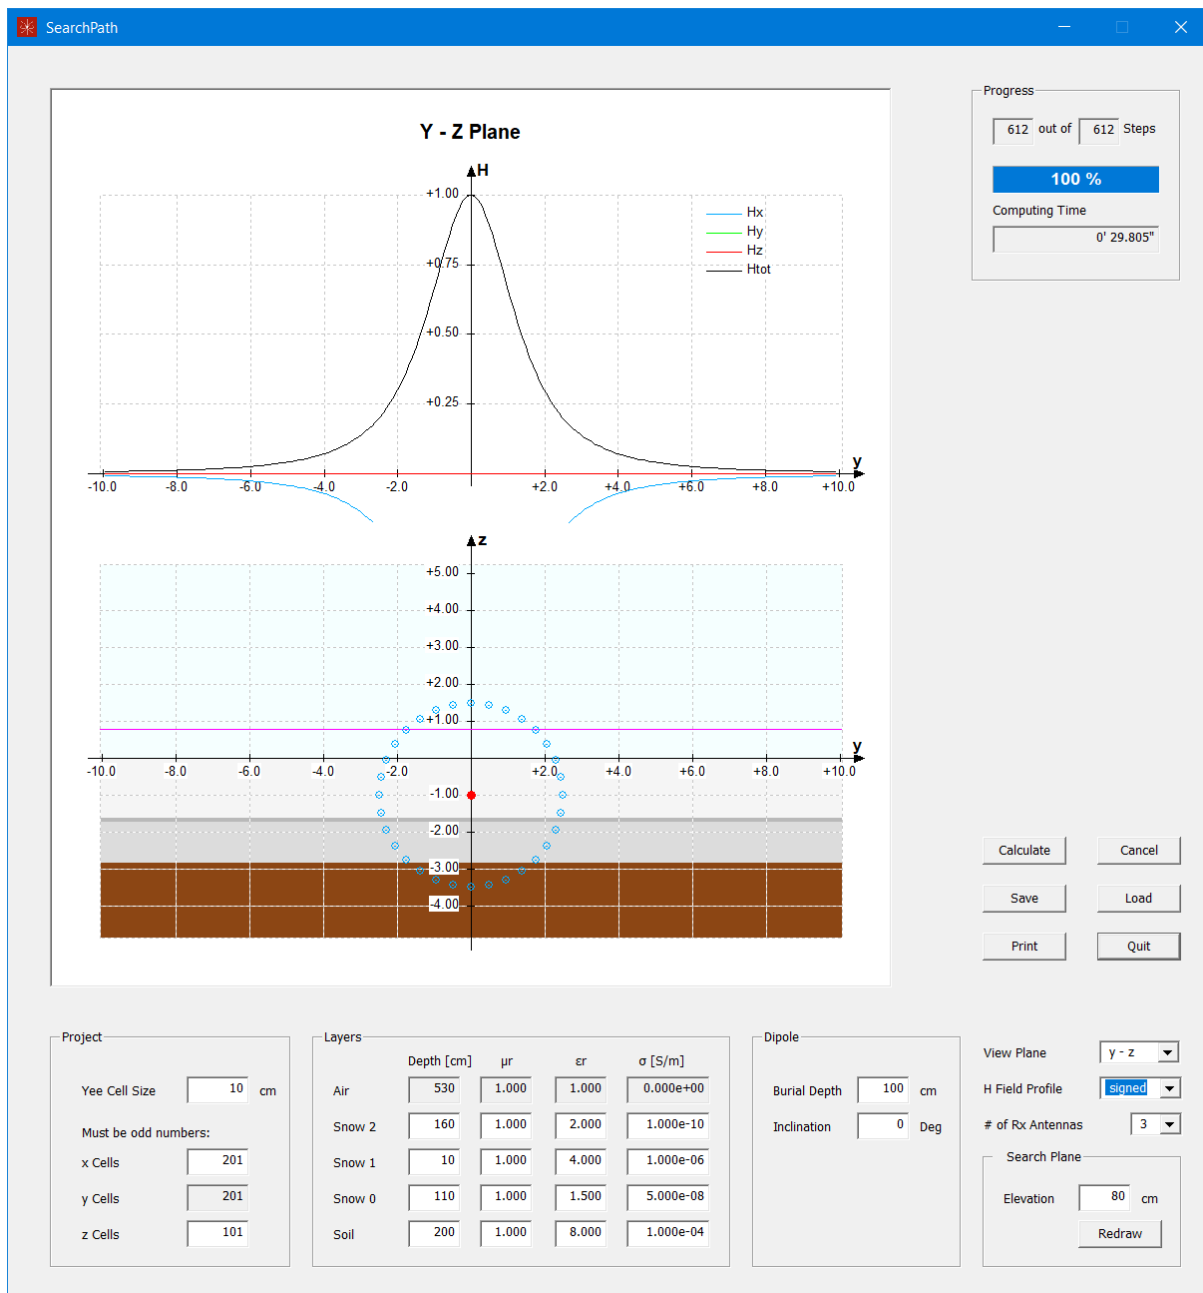 SearchPath
Progress
612 out of 612 Steps
100 %
Computing Time
0' 29.805"
Y - Z Plane
H
+1.00
+0.75
+0.50
+0.25
Hx
Hy
Hz
Htot
y
-10.0 -8.0 -6.0 -4.0 -2.0 +2.0 +4.0 +6.0 +8.0 +10.0
z
+5.00
+4.00
+3.00
+2.00
+1.00
y
-10.0 -8.0 -6.0 -4.0 -2.0 +2.0 +4.0 +6.0 +8.0 +10.0
-1.00
-2.00
-3.00
-4.00
Calculate Cancel
Save Load
Print Quit
Project
Yee Cell Size 10 cm
Must be odd numbers:
x Cells 201
y Cells 201
z Cells 101
Layers
Depth [cm] μr εr σ [S/m]
Air 530 1.000 1.000 0.000e+00
Snow 2 160 1.000 2.000 1.000e-10
Snow 1 10 1.000 4.000 1.000e-06
Snow 0 110 1.000 1.500 5.000e-08
Soil 200 1.000 8.000 1.000e-04
Dipole
Burial Depth 100 cm
Inclination 0 Deg
View Plane y - z
H Field Profile signed
# of Rx Antennas 3
Search Plane
Elevation 80 cm
Redraw